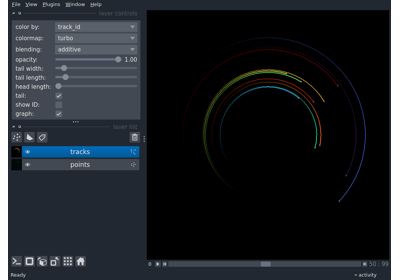 File View Plugins Window Help
layer controls
color by: track_id
colormap: turbo
blending: additive
opacity: 1.00
tail width:
tail length:
head length:
tail:
show ID:
graph:
layer list
tracks
points
50 99
Ready
activity